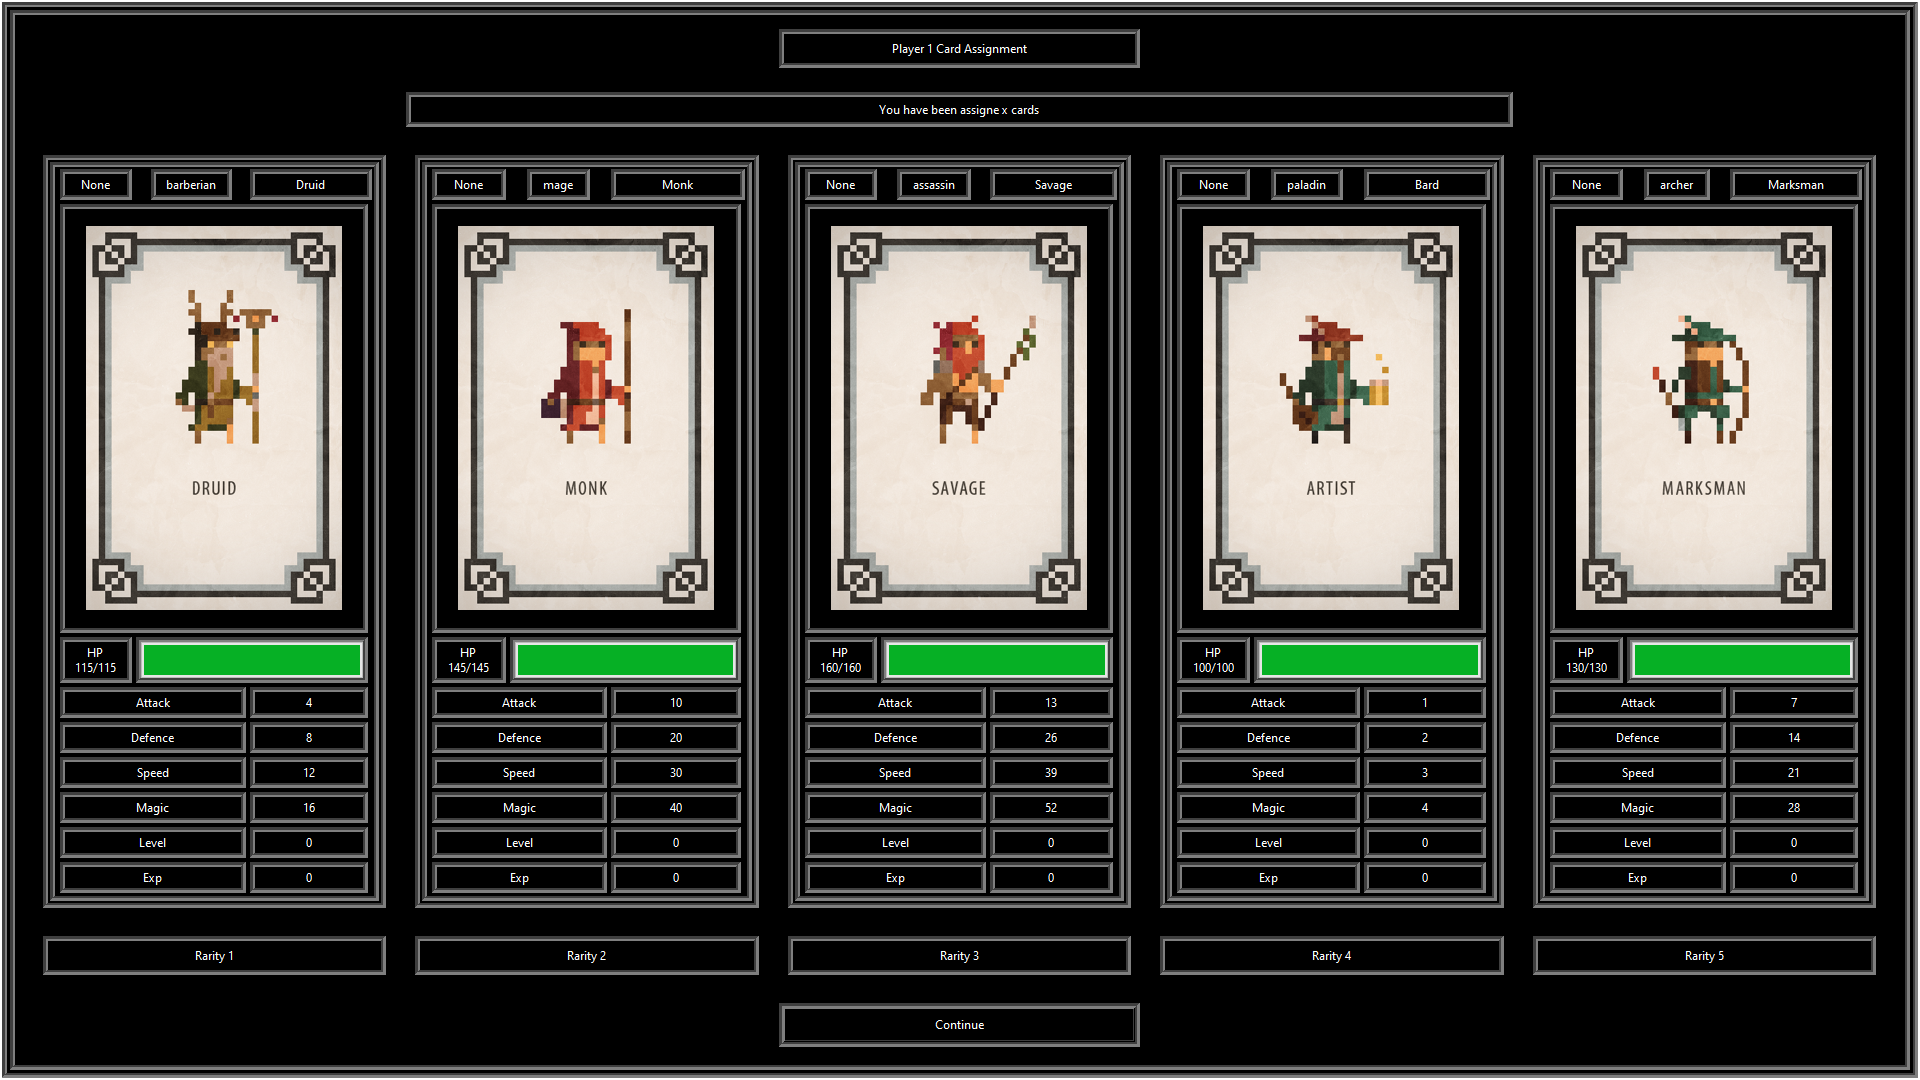 Player 1 Card Assignment
You have been assigne x cards
None barberian Druid
DRUID
HP
115/115
Attack 4
Defence 8
Speed 12
Magic 16
Level 0
Exp 0
Rarity 1
None mage Monk
MONK
HP
145/145
Attack 10
Defence 20
Speed 30
Magic 40
Level 0
Exp 0
Rarity 2
None assassin Savage
SAVAGE
HP
160/160
Attack 13
Defence 26
Speed 39
Magic 52
Level 0
Exp 0
Rarity 3
None paladin Bard
ARTIST
HP
100/100
Attack 1
Defence 2
Speed 3
Magic 4
Level 0
Exp 0
Rarity 4
None archer Marksman
MARKSMAN
HP
130/130
Attack 7
Defence 14
Speed 21
Magic 28
Level 0
Exp 0
Rarity 5
Continue